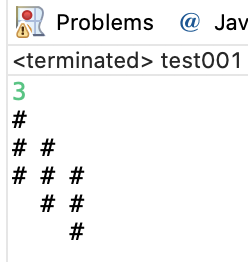 Problems @ Jav
<terminated> test001
3
#
# #
# # #
  # #
    #